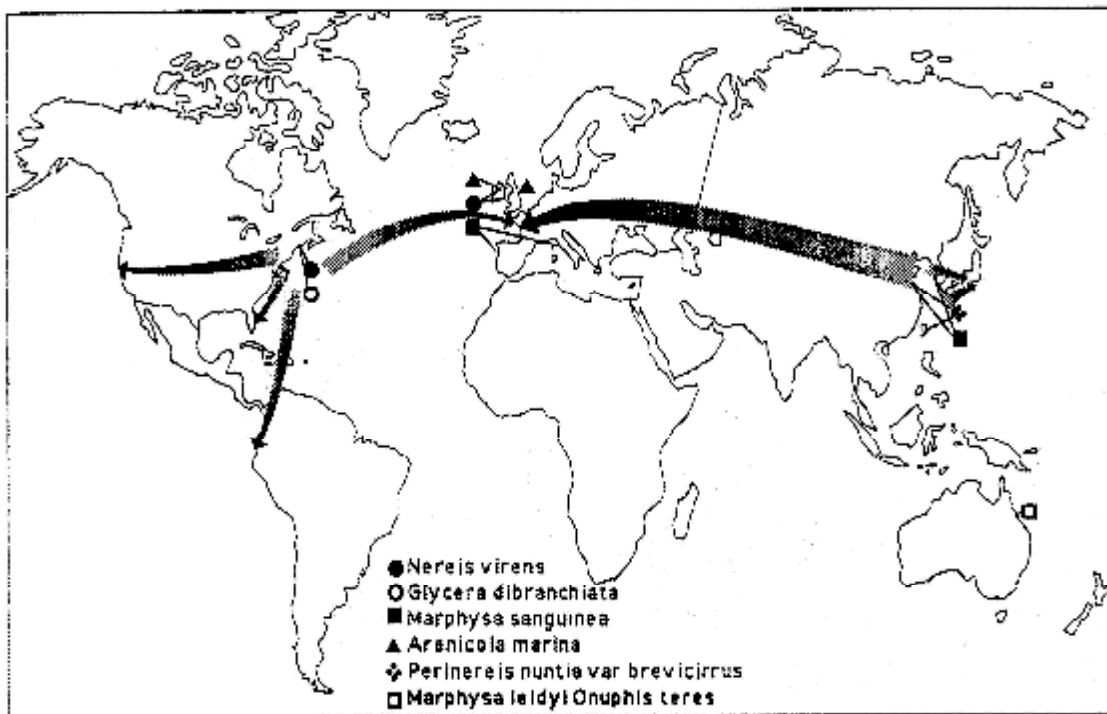 Nereis virens
Glycera dibranchiata
Marphysa sanguinea
Arenicola marina
Perinereis nuntia var brevicirrus
Marphysa leidyi Onuphis teres